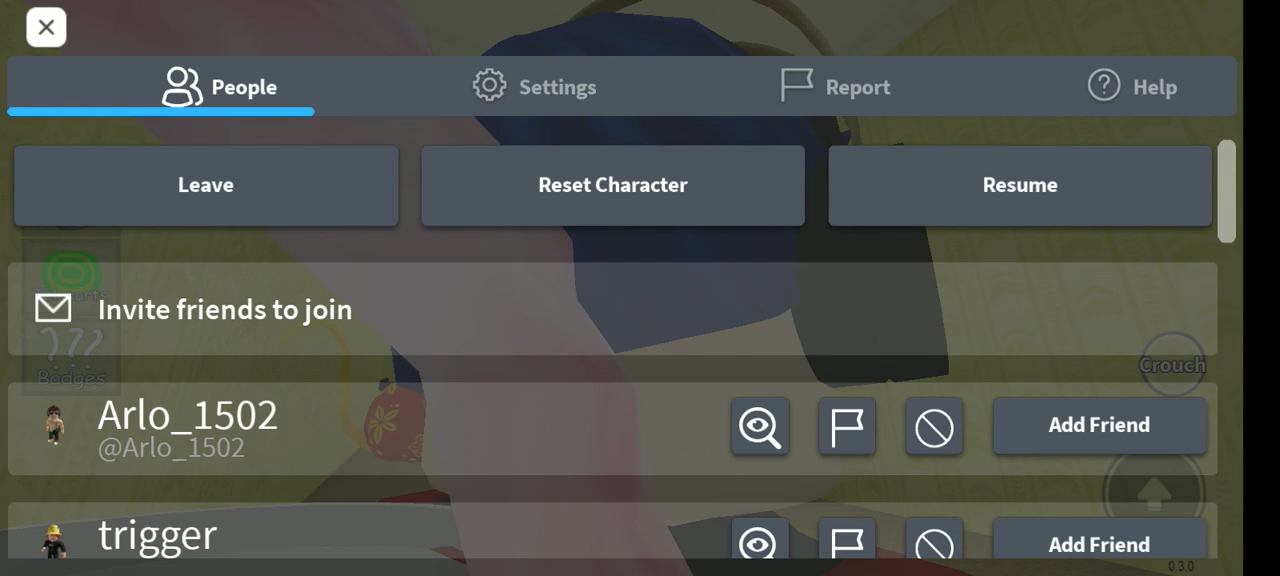 People
Settings
Report
Help
Leave
Reset Character
Resume
Invite friends to join
Badges
Crouch
Arlo_1502
@Arlo_1502
Add Friend
trigger
Add Friend
0.3.0